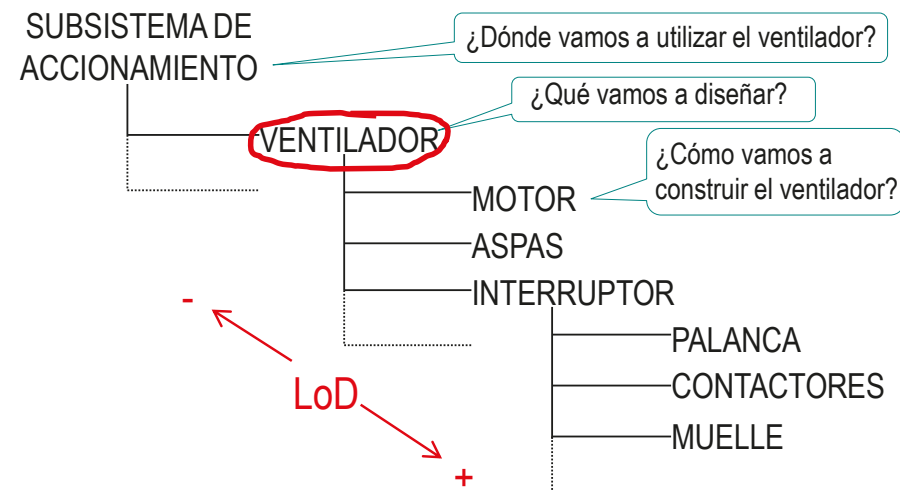 SUBSISTEMA DE
ACCIONAMIENTO
¿Dónde vamos a utilizar el ventilador?
¿Qué vamos a diseñar?
VENTILADOR
¿Cómo vamos a
construir el ventilador?
MOTOR
ASPAS
INTERRUPTOR
-
PALANCA
LoD
CONTACTORES
MUELLE
+